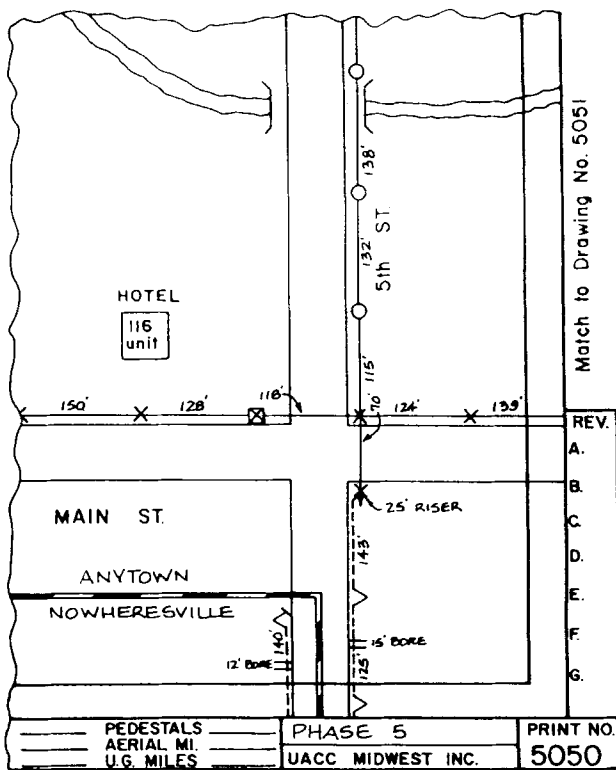 138'
132'
5th ST.
115'
Match to Drawing No. 5051
HOTEL
116
unit
150'
128'
118'
70'
124'
139'
REV.
A.
B.
C.
D.
E.
F.
G.
25' RISER
MAIN ST.
143'
ANYTOWN
NOWHERESVILLE
140'
12' BORE
15' BORE
125'
PEDESTALS
AERIAL MI.
U.G. MILES
PHASE 5
UACC MIDWEST INC.
PRINT NO.
5050